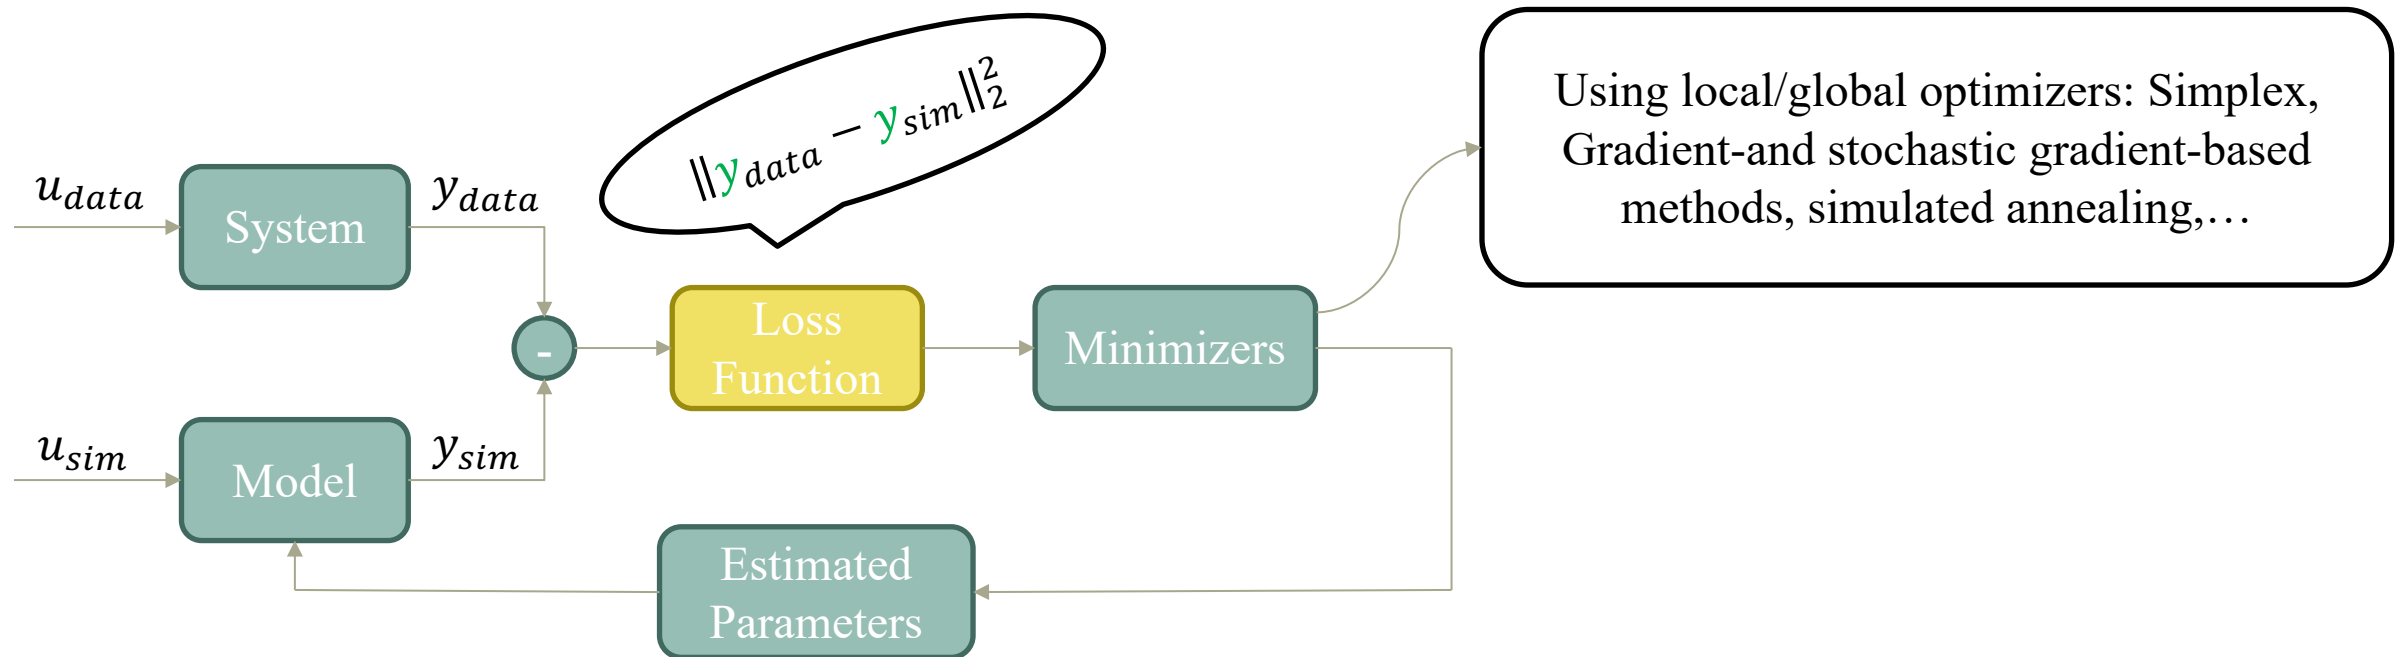 ‖y_data − y_sim‖₂²
Using local/global optimizers: Simplex,
Gradient-and stochastic gradient-based
methods, simulated annealing,…
u_data
System
y_data
Loss
Function
-
Minimizers
u_sim
Model
y_sim
Estimated
Parameters